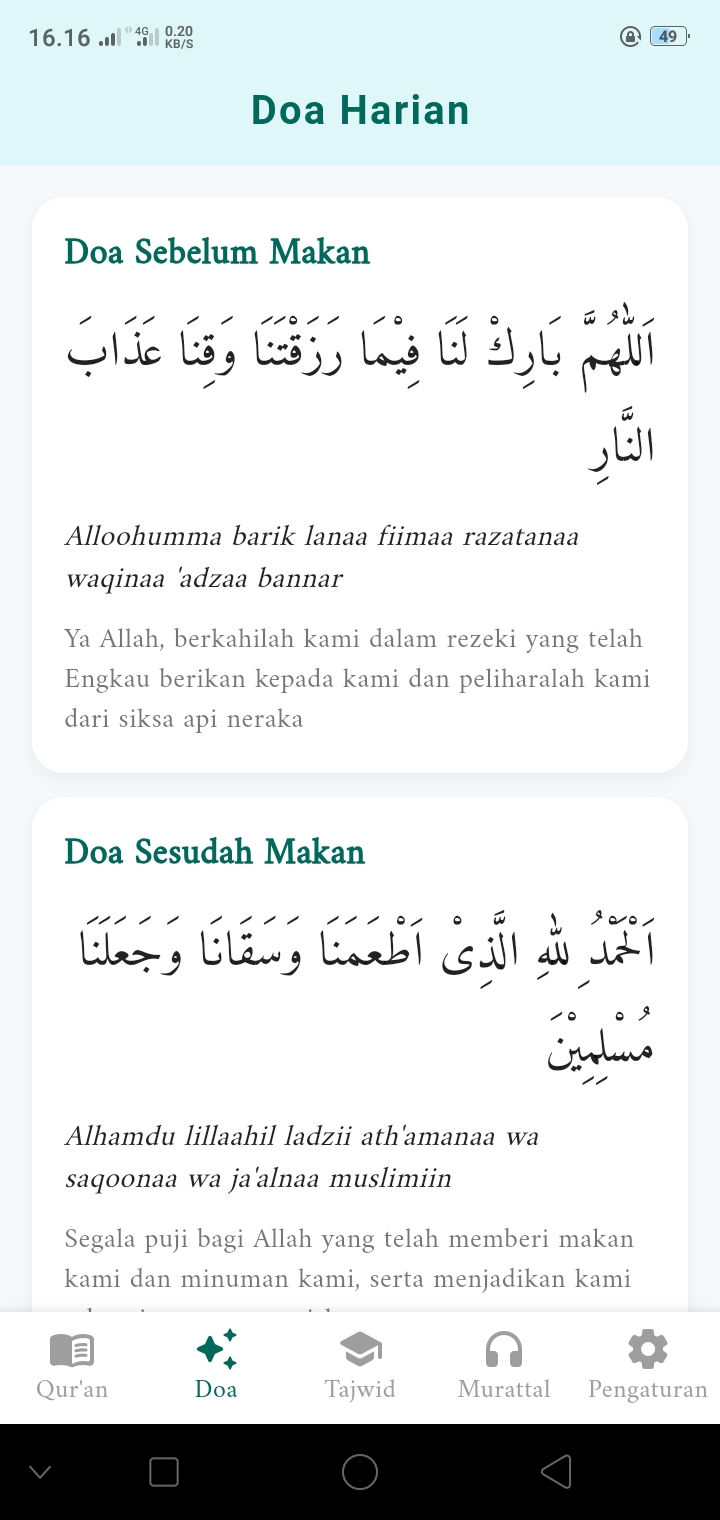 16.16
4G
0.20
KB/S
49
Doa Harian
Doa Sebelum Makan
اَللّٰهُمَّ بَارِكْ لَنَا فِيْمَا رَزَقْتَنَا وَقِنَا عَذَابَ
النَّارِ
Alloohumma barik lanaa fiimaa razatanaa
waqinaa 'adzaa bannar
Ya Allah, berkahilah kami dalam rezeki yang telah
Engkau berikan kepada kami dan peliharalah kami
dari siksa api neraka
Doa Sesudah Makan
اَلْحَمْدُ لِلّٰهِ الَّذِىْ اَطْعَمَنَا وَسَقَانَا وَجَعَلَنَا
مُسْلِمِيْنَ
Alhamdu lillaahil ladzii ath'amanaa wa
saqoonaa wa ja'alnaa muslimiin
Segala puji bagi Allah yang telah memberi makan
kami dan minuman kami, serta menjadikan kami
Qur'an
Doa
Tajwid
Murattal
Pengaturan